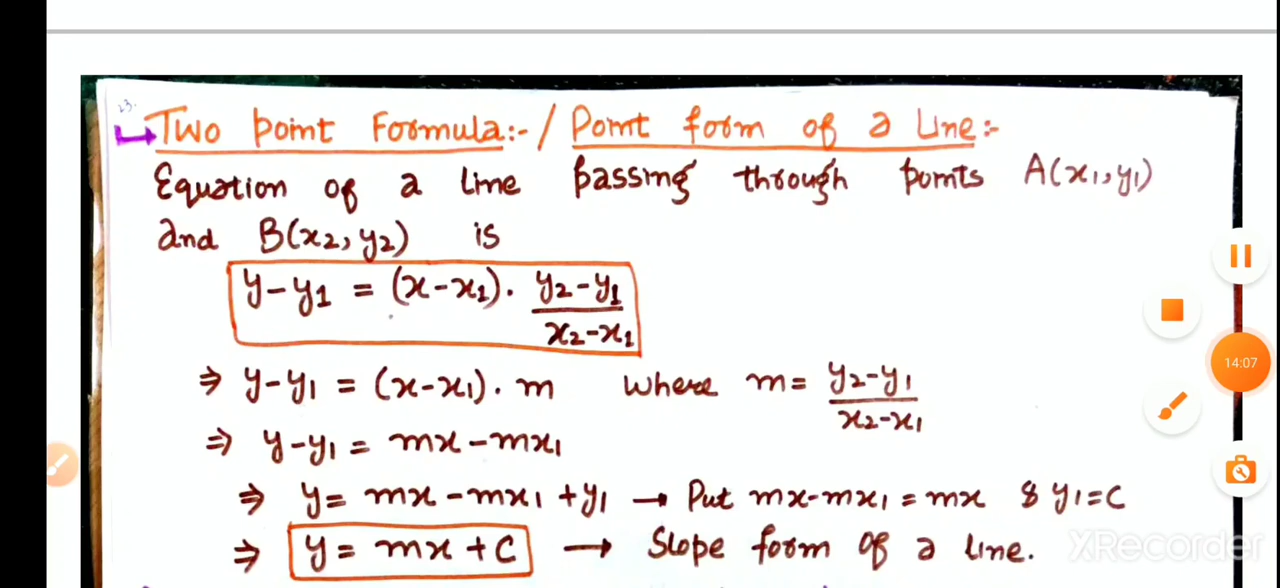 23.
↳ Two point Formula:- / Point form of a Line:-
Equation of a line passing through points A(x₁, y₁)
and B(x₂, y₂) is
y-y₁ = (x-x₁). (y₂-y₁)/(x₂-x₁)
⇒ y-y₁ = (x-x₁). m where m = (y₂-y₁)/(x₂-x₁)
⇒ y-y₁ = mx - mx₁
⇒ y = mx - mx₁ + y₁ → Put mx-mx₁ = mx & y₁=C
⇒ y = mx + C → Slope form of a line.
14:07
XRecorder